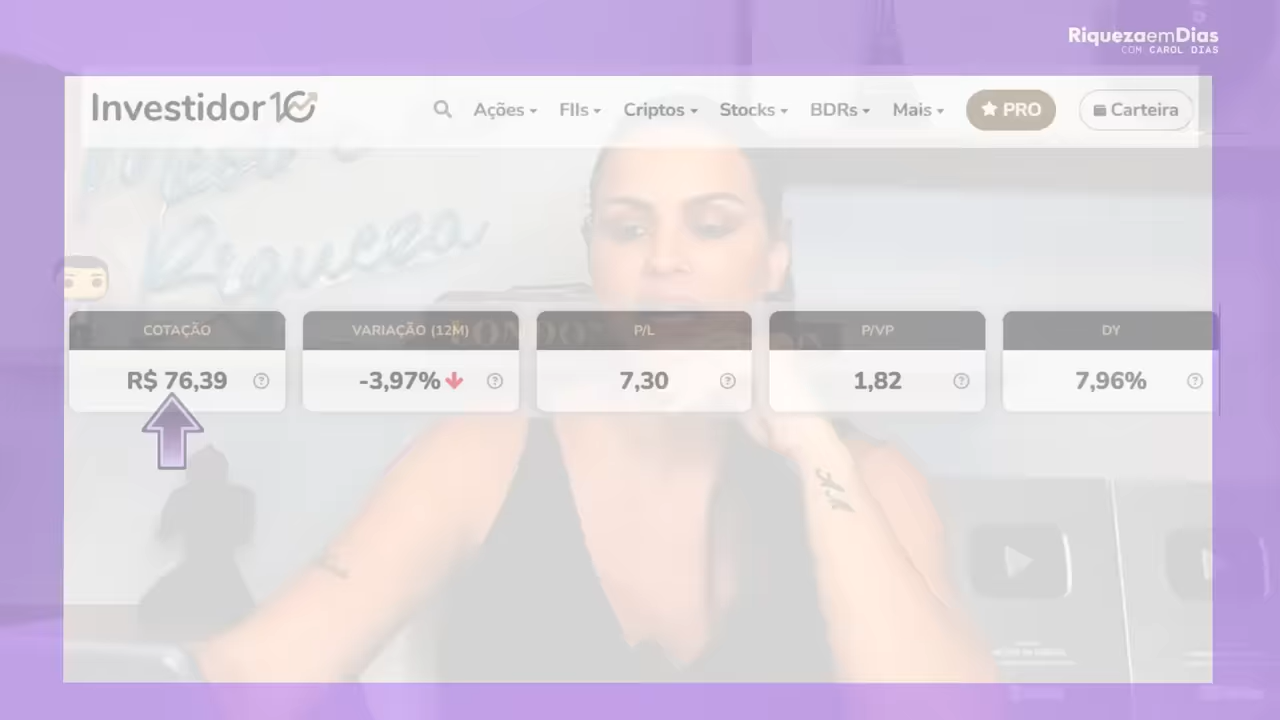 RiquezaemDias
COM CAROL DIAS
Investidor10
Ações
FIIs
Criptos
Stocks
BDRs
Mais
PRO
Carteira
Riqueza
COTAÇÃO
VARIAÇÃO (12M)
P/L
P/VP
DY
R$ 76,39
-3,97%
7,30
1,82
7,96%